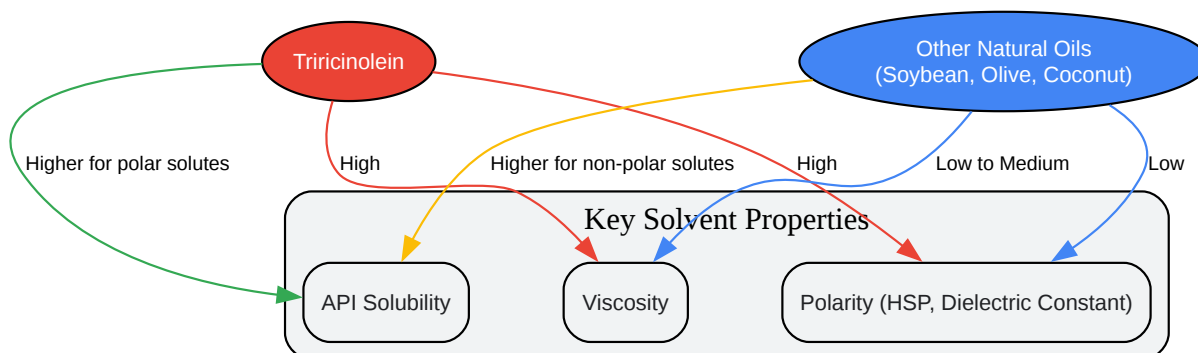 Triricinolein
Other Natural Oils
(Soybean, Olive, Coconut)
Higher for polar solutes
High
Higher for non-polar solutes
High
Low to Medium
Low
Key Solvent Properties
API Solubility
Viscosity
Polarity (HSP, Dielectric Constant)